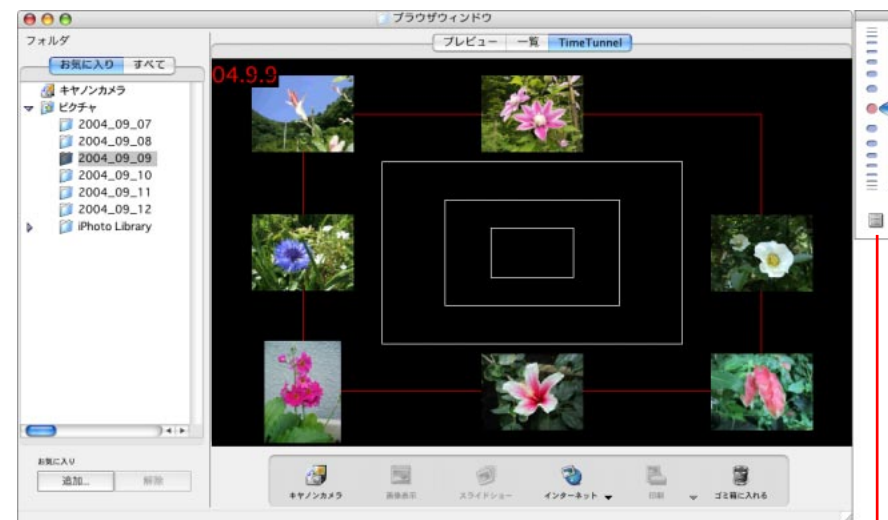 ブラウザウィンドウ
フォルダ
プレビュー 一覧 TimeTunnel
お気に入り すべて
04.9.9
キヤノンカメラ
ピクチャ
2004_09_07
2004_09_08
2004_09_09
2004_09_10
2004_09_11
2004_09_12
iPhoto Library
お気に入り
追加... 解除
キヤノンカメラ 画像表示 スライドショー インターネット 印刷 ゴミ箱に入れる